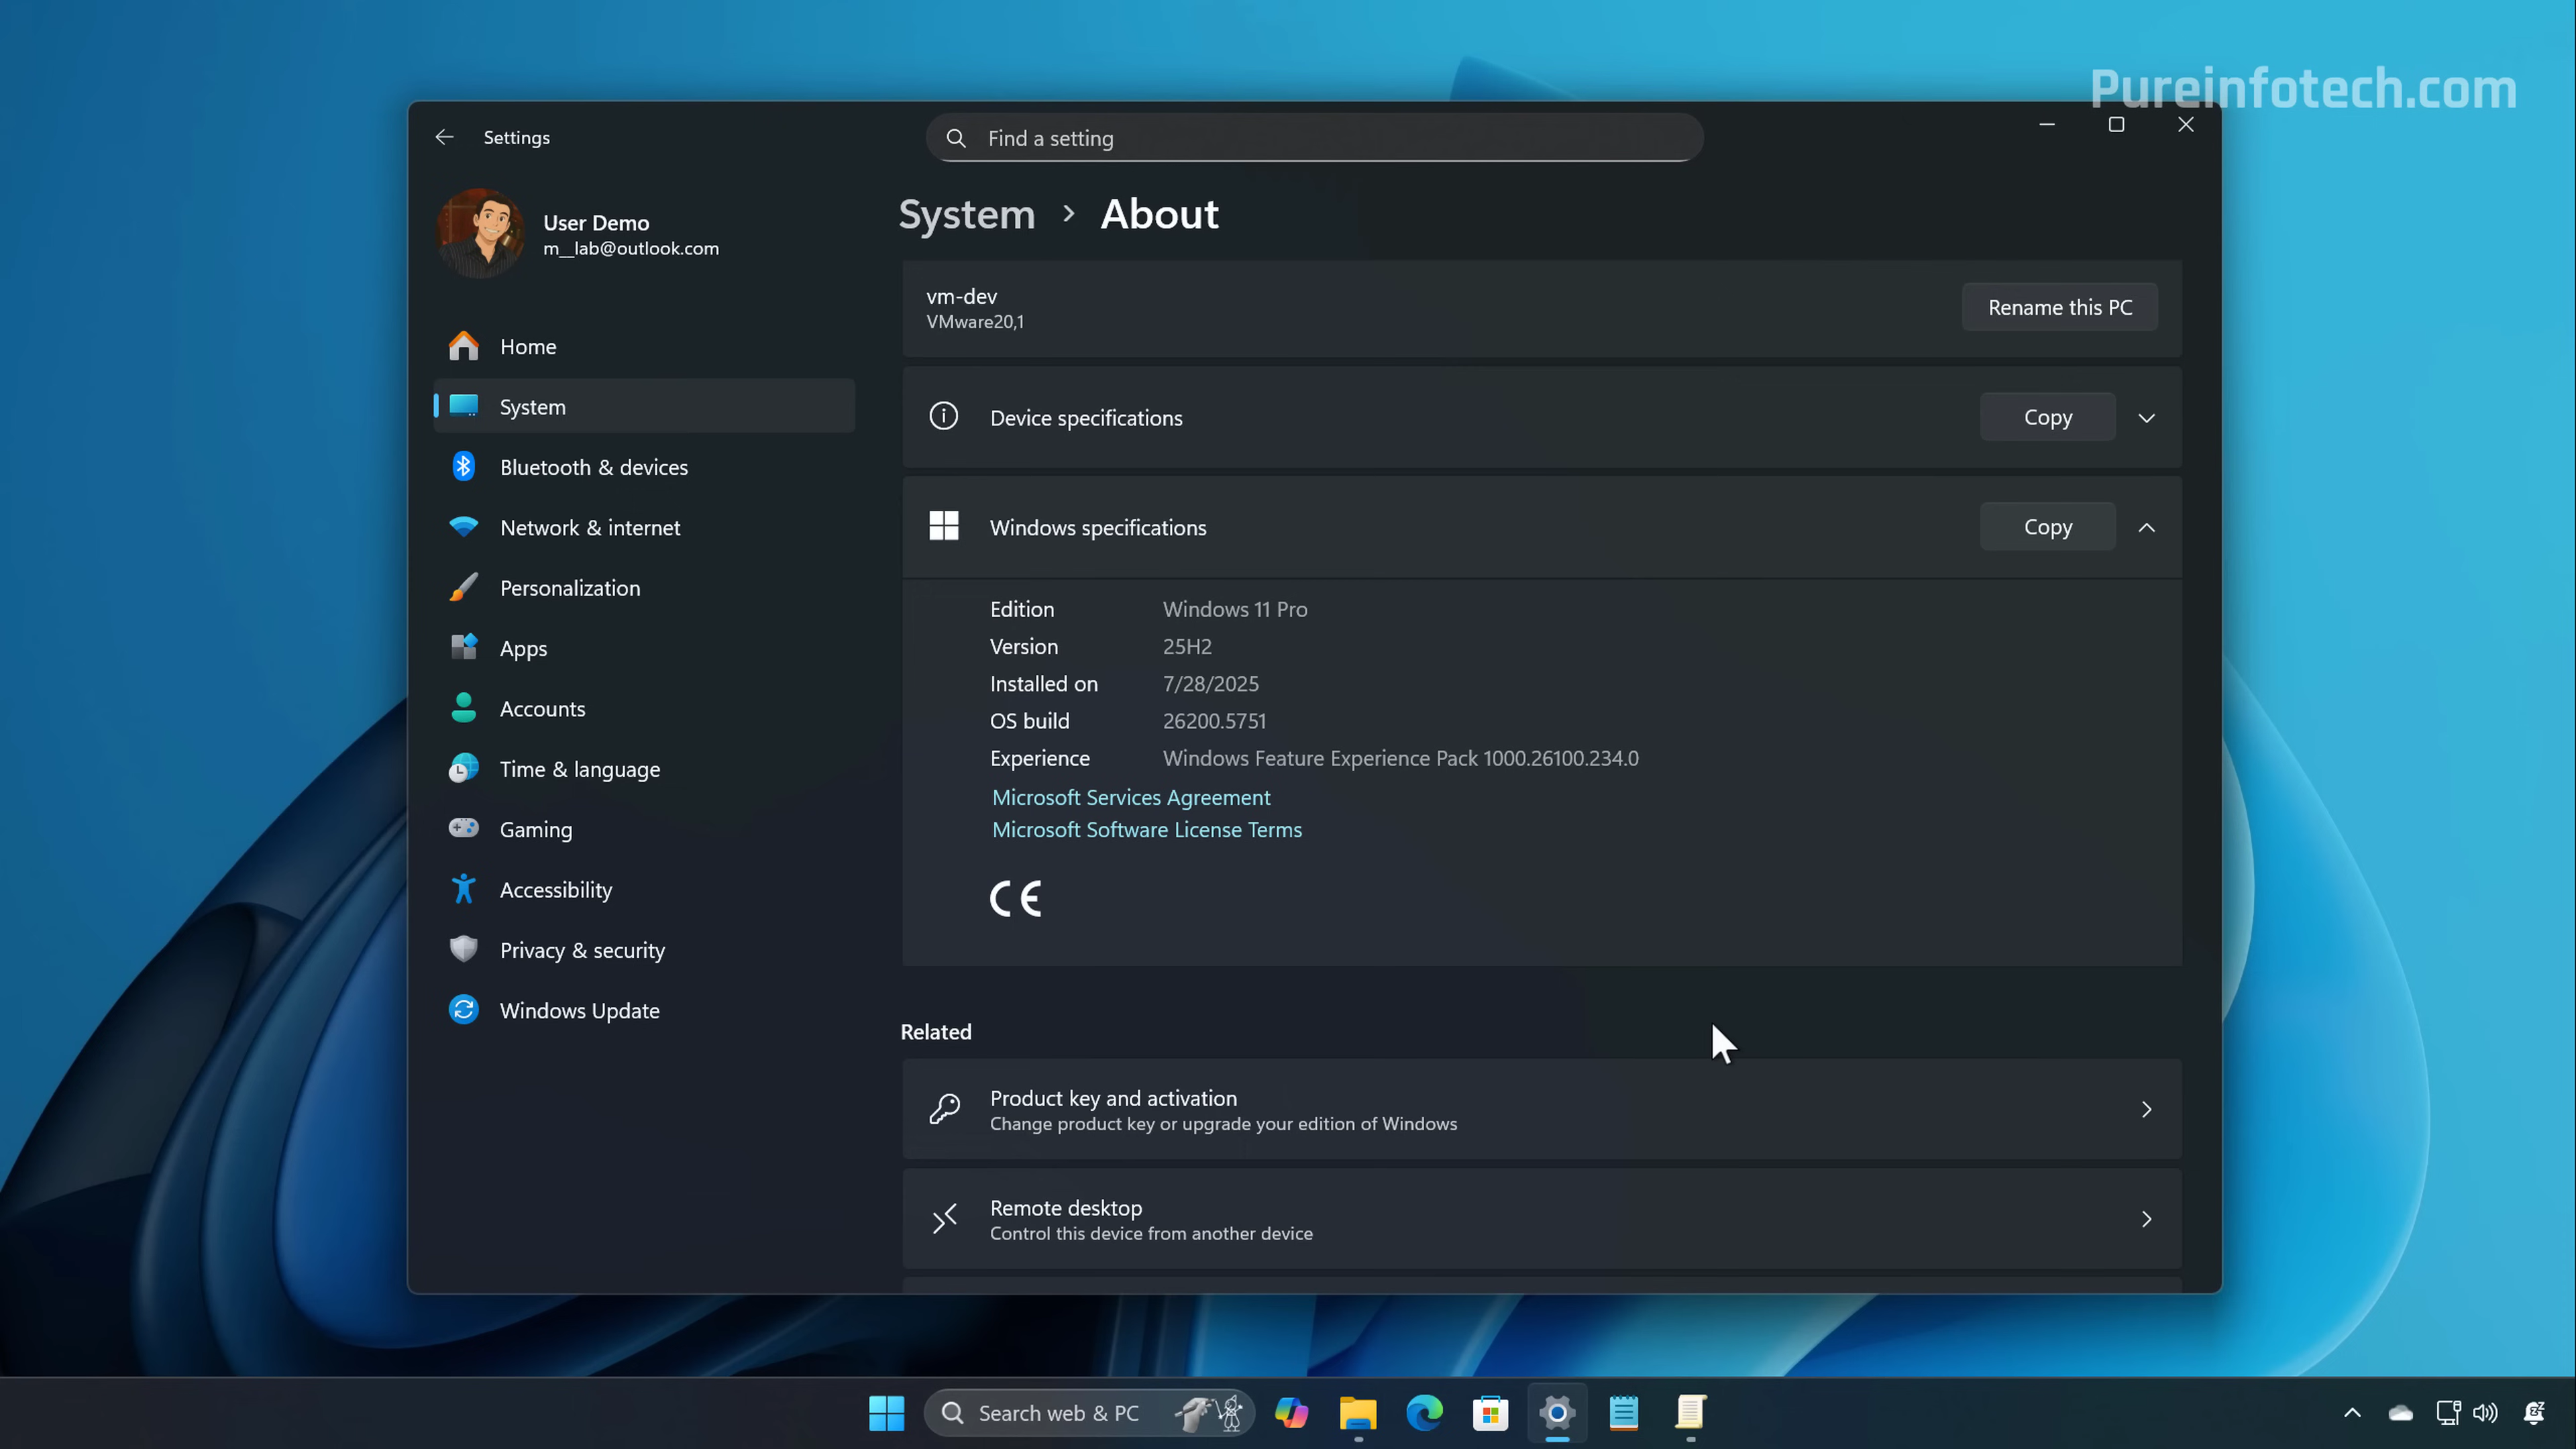 Pureinfotech.com
Settings
Find a setting
User Demo
m__lab@outlook.com
System > About
vm-dev
VMware20,1
Rename this PC
Home
System
Bluetooth & devices
Network & internet
Personalization
Apps
Accounts
Time & language
Gaming
Accessibility
Privacy & security
Windows Update
Device specifications
Copy
Windows specifications
Copy
Edition Windows 11 Pro
Version 25H2
Installed on 7/28/2025
OS build 26200.5751
Experience Windows Feature Experience Pack 1000.26100.234.0
Microsoft Services Agreement
Microsoft Software License Terms
CE
Related
Product key and activation
Change product key or upgrade your edition of Windows
Remote desktop
Control this device from another device
Search web & PC